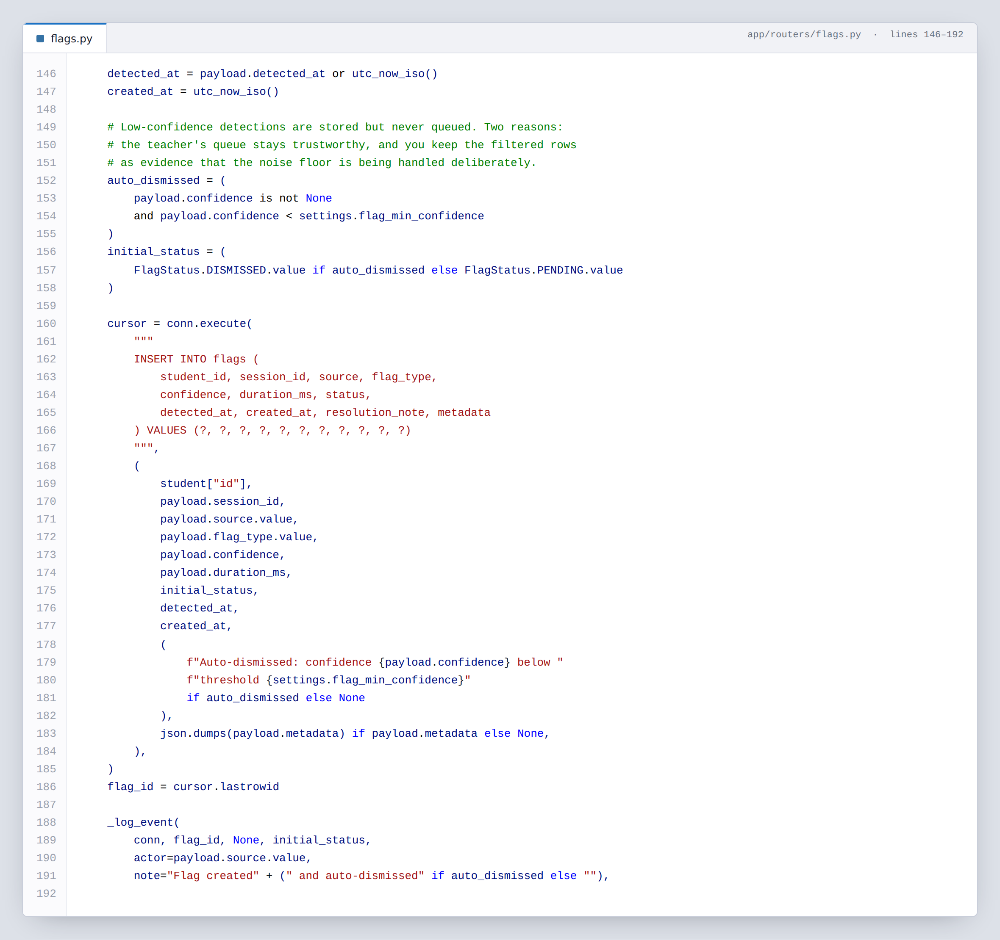 flags.py
app/routers/flags.py · lines 146–192
146 detected_at = payload.detected_at or utc_now_iso()
147 created_at = utc_now_iso()
148
149 # Low-confidence detections are stored but never queued. Two reasons:
150 # the teacher's queue stays trustworthy, and you keep the filtered rows
151 # as evidence that the noise floor is being handled deliberately.
152 auto_dismissed = (
153     payload.confidence is not None
154     and payload.confidence < settings.flag_min_confidence
155 )
156 initial_status = (
157     FlagStatus.DISMISSED.value if auto_dismissed else FlagStatus.PENDING.value
158 )
159
160 cursor = conn.execute(
161     """
162     INSERT INTO flags (
163         student_id, session_id, source, flag_type,
164         confidence, duration_ms, status,
165         detected_at, created_at, resolution_note, metadata
166     ) VALUES (?, ?, ?, ?, ?, ?, ?, ?, ?, ?, ?)
167     """,
168     (
169         student["id"],
170         payload.session_id,
171         payload.source.value,
172         payload.flag_type.value,
173         payload.confidence,
174         payload.duration_ms,
175         initial_status,
176         detected_at,
177         created_at,
178         (
179             f"Auto-dismissed: confidence {payload.confidence} below "
180             f"threshold {settings.flag_min_confidence}"
181             if auto_dismissed else None
182         ),
183         json.dumps(payload.metadata) if payload.metadata else None,
184     ),
185 )
186 flag_id = cursor.lastrowid
187
188 _log_event(
189     conn, flag_id, None, initial_status,
190     actor=payload.source.value,
191     note="Flag created" + (" and auto-dismissed" if auto_dismissed else ""),
192